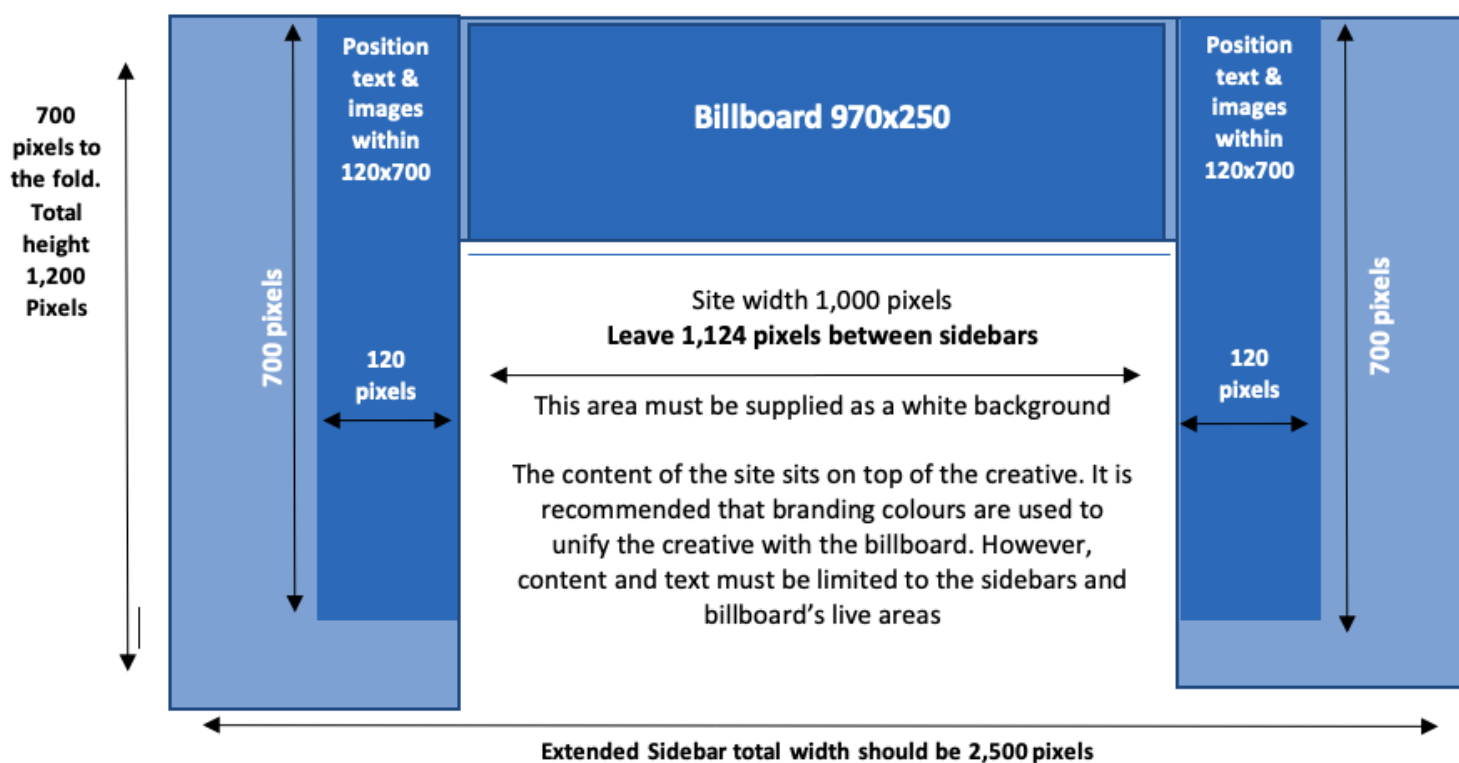 Position
text &
images
within
120x700
Billboard 970x250
Position
text &
images
within
120x700
700
pixels to
the fold.
Total
height
1,200
Pixels
700 pixels
120
pixels
Site width 1,000 pixels
Leave 1,124 pixels between sidebars
This area must be supplied as a white background
The content of the site sits on top of the creative. It is
recommended that branding colours are used to
unify the creative with the billboard. However,
content and text must be limited to the sidebars and
billboard’s live areas
120
pixels
700 pixels
Extended Sidebar total width should be 2,500 pixels